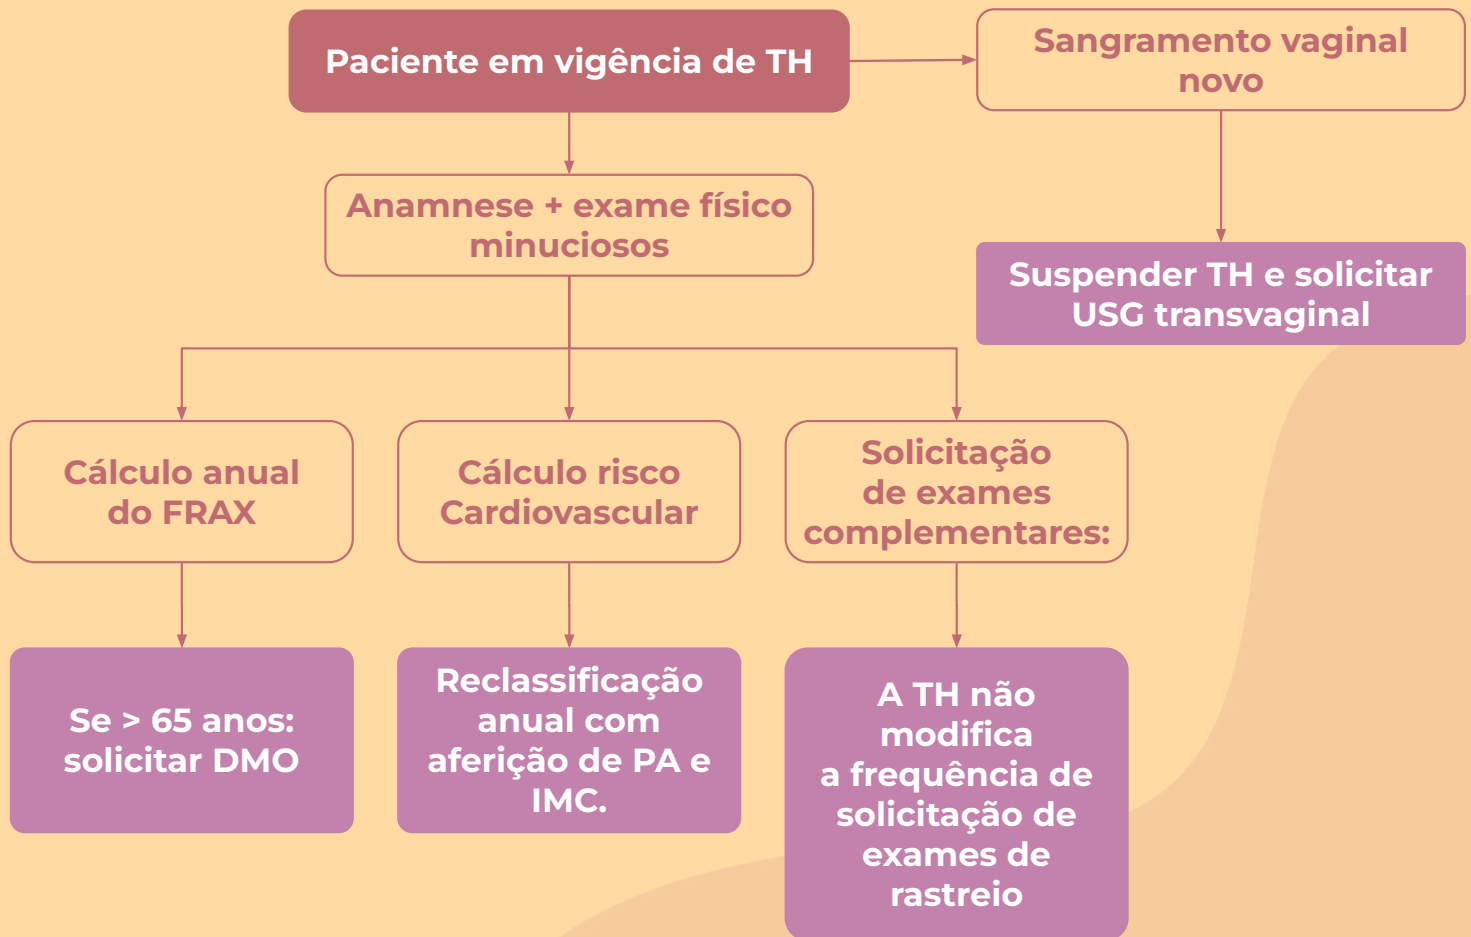 Paciente em vigência de TH
Sangramento vaginal
novo
Anamnese + exame físico
minuciosos
Suspender TH e solicitar
USG transvaginal
Cálculo anual
do FRAX
Cálculo risco
Cardiovascular
Solicitação
de exames
complementares:
Se > 65 anos:
solicitar DMO
Reclassificação
anual com
aferição de PA e
IMC.
A TH não
modifica
a frequência de
solicitação de
exames de
rastreio